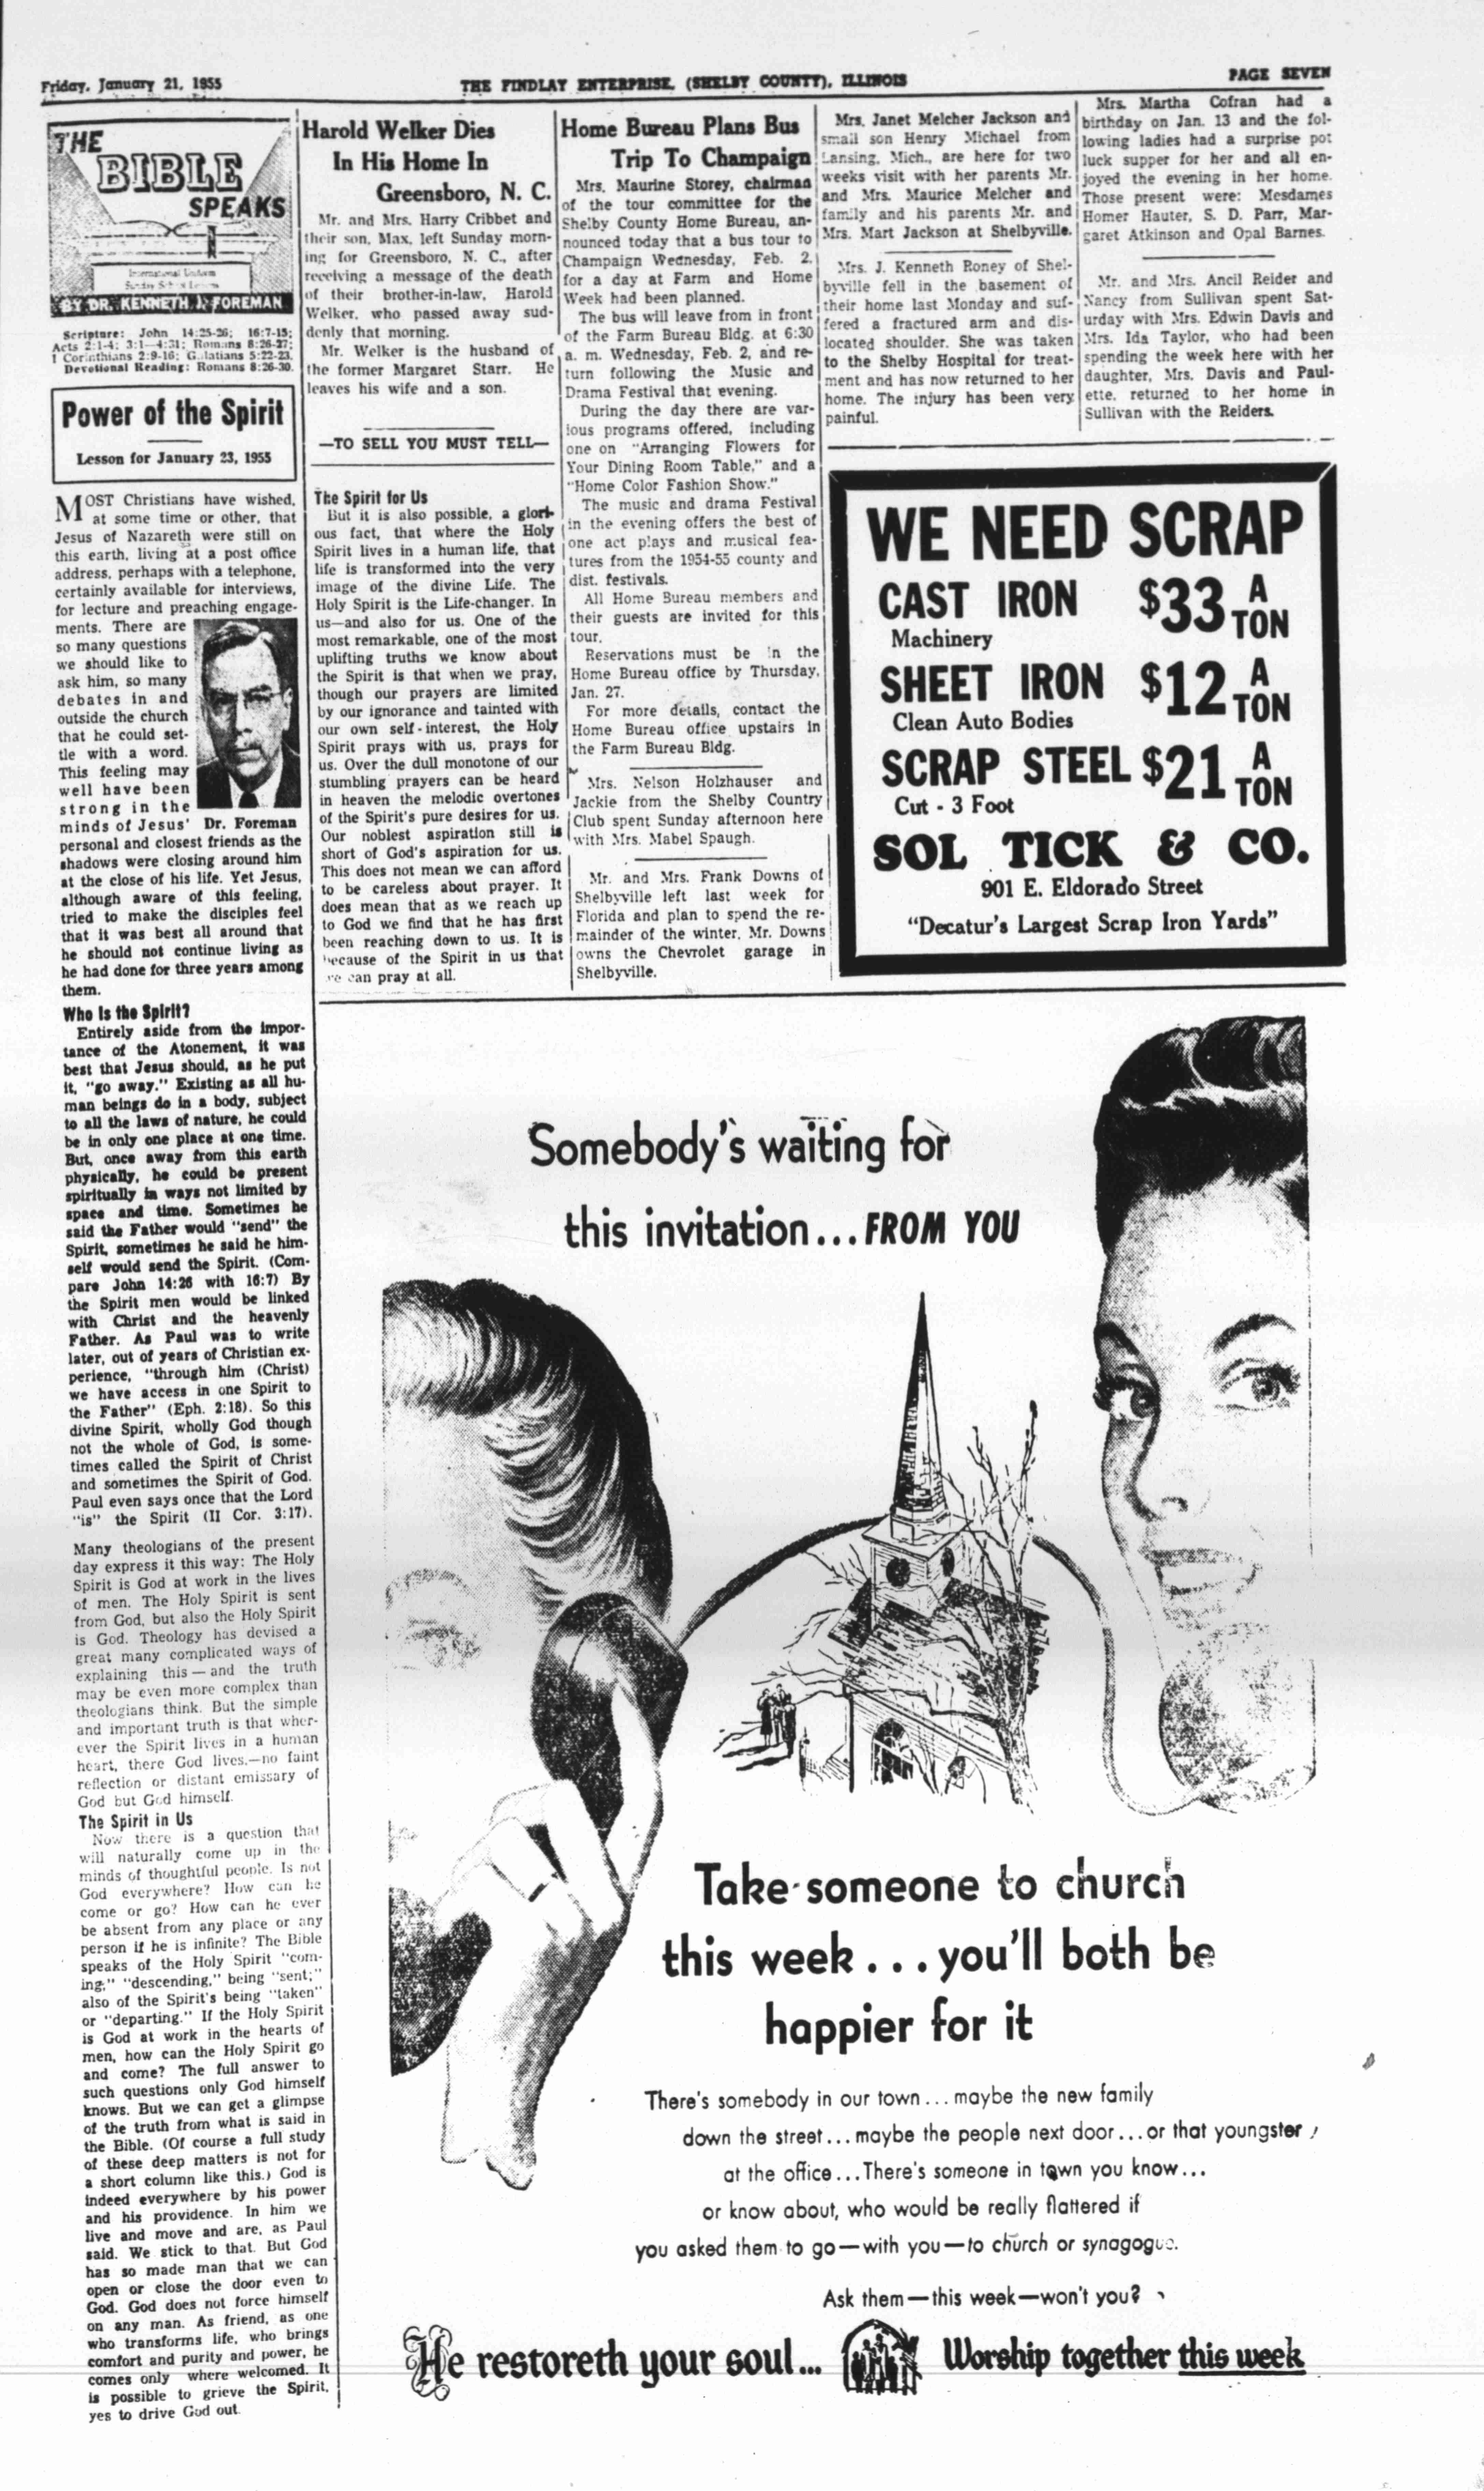 Friday, January 21, 1955
THE FINDLAY ENTERPRISE, (SHELBY COUNTY), ILLINOIS
PAGE SEVEN
THE
BIBLE
SPEAKS
International Uniform
Sunday School Lessons
BY DR. KENNETH J. FOREMAN
Scripture: John 14:25-26; 16:7-15;
Acts 2:1-4; 3:1—4:31; Romans 8:26-27;
1 Corinthians 2:9-16; Galatians 5:22-23.
Devotional Reading: Romans 8:26-30.
Power of the Spirit
Lesson for January 23, 1955
MOST Christians have wished,
at some time or other, that
Jesus of Nazareth were still on
this earth, living at a post office
address, perhaps with a telephone,
certainly available for interviews,
for lecture and preaching engage-
ments. There are
so many questions
we should like to
ask him, so many
debates in and
outside the church
that he could set-
tle with a word.
This feeling may
well have been
strong in the
minds of Jesus'
Dr. Foreman
personal and closest friends as the
shadows were closing around him
at the close of his life. Yet Jesus,
although aware of this feeling,
tried to make the disciples feel
that it was best all around that
he should not continue living as
he had done for three years among
them.
Who Is the Spirit?
Entirely aside from the impor-
tance of the Atonement, it was
best that Jesus should, as he put
it, "go away." Existing as all hu-
man beings do in a body, subject
to all the laws of nature, he could
be in only one place at one time.
But, once away from this earth
physically, he could be present
spiritually in ways not limited by
space and time. Sometimes he
said the Father would "send" the
Spirit, sometimes he said he him-
self would send the Spirit. (Com-
pare John 14:26 with 16:7) By
the Spirit men would be linked
with Christ and the heavenly
Father. As Paul was to write
later, out of years of Christian ex-
perience, "through him (Christ)
we have access in one Spirit to
the Father" (Eph. 2:18). So this
divine Spirit, wholly God though
not the whole of God, is some-
times called the Spirit of Christ
and sometimes the Spirit of God.
Paul even says once that the Lord
"is" the Spirit (II Cor. 3:17).
Many theologians of the present
day express it this way: The Holy
Spirit is God at work in the lives
of men. The Holy Spirit is sent
from God, but also the Holy Spirit
is God. Theology has devised a
great many complicated ways of
explaining this — and the truth
may be even more complex than
theologians think. But the simple
and important truth is that wher-
ever the Spirit lives in a human
heart, there God lives,—no faint
reflection or distant emissary of
God but God himself.
The Spirit in Us
Now there is a question that
will naturally come up in the
minds of thoughtful people. Is not
God everywhere? How can he
come or go? How can he ever
be absent from any place or any
person if he is infinite? The Bible
speaks of the Holy Spirit "com-
ing," "descending," being "sent;"
also of the Spirit's being "taken"
or "departing." If the Holy Spirit
is God at work in the hearts of
men, how can the Holy Spirit go
and come? The full answer to
such questions only God himself
knows. But we can get a glimpse
of the truth from what is said in
the Bible. (Of course a full study
of these deep matters is not for
a short column like this.) God is
indeed everywhere by his power
and his providence. In him we
live and move and are, as Paul
said. We stick to that. But God
has so made man that we can
open or close the door even to
God. God does not force himself
on any man. As friend, as one
who transforms life, who brings
comfort and purity and power, he
comes only where welcomed. It
is possible to grieve the Spirit,
yes to drive God out.
Harold Welker Dies
In His Home In
Greensboro, N. C.
Mr. and Mrs. Harry Cribbet and
their son, Max, left Sunday morn-
ing for Greensboro, N. C., after
receiving a message of the death
of their brother-in-law, Harold
Welker, who passed away sud-
denly that morning.
Mr. Welker is the husband of
the former Margaret Starr. He
leaves his wife and a son.
—TO SELL YOU MUST TELL—
The Spirit for Us
But it is also possible, a glori-
ous fact, that where the Holy
Spirit lives in a human life, that
life is transformed into the very
image of the divine Life. The
Holy Spirit is the Life-changer. In
us—and also for us. One of the
most remarkable, one of the most
uplifting truths we know about
the Spirit is that when we pray,
though our prayers are limited
by our ignorance and tainted with
our own self-interest, the Holy
Spirit prays with us, prays for
us. Over the dull monotone of our
stumbling prayers can be heard
in heaven the melodic overtones
of the Spirit's pure desires for us.
Our noblest aspiration still is
short of God's aspiration for us.
This does not mean we can afford
to be careless about prayer. It
does mean that as we reach up
to God we find that he has first
been reaching down to us. It is
because of the Spirit in us that
we can pray at all.
Home Bureau Plans Bus
Trip To Champaign
Mrs. Maurine Storey, chairman
of the tour committee for the
Shelby County Home Bureau, an-
nounced today that a bus tour to
Champaign Wednesday, Feb. 2,
for a day at Farm and Home
Week had been planned.
The bus will leave from in front
of the Farm Bureau Bldg. at 6:30
a. m. Wednesday, Feb. 2, and re-
turn following the Music and
Drama Festival that evening.
During the day there are var-
ious programs offered, including
one on "Arranging Flowers for
Your Dining Room Table," and a
"Home Color Fashion Show."
The music and drama Festival
in the evening offers the best of
one act plays and musical fea-
tures from the 1954-55 county and
dist. festivals.
All Home Bureau members and
their guests are invited for this
tour.
Reservations must be in the
Home Bureau office by Thursday,
Jan. 27.
For more details, contact the
Home Bureau office upstairs in
the Farm Bureau Bldg.
Mrs. Nelson Holzhauser and
Jackie from the Shelby Country
Club spent Sunday afternoon here
with Mrs. Mabel Spaugh.
Mr. and Mrs. Frank Downs of
Shelbyville left last week for
Florida and plan to spend the re-
mainder of the winter. Mr. Downs
owns the Chevrolet garage in
Shelbyville.
Mrs. Janet Melcher Jackson and
small son Henry Michael from
Lansing, Mich., are here for two
weeks visit with her parents Mr.
and Mrs. Maurice Melcher and
family and his parents Mr. and
Mrs. Mart Jackson at Shelbyville.
Mrs. J. Kenneth Roney of Shel-
byville fell in the basement of
their home last Monday and suf-
fered a fractured arm and dis-
located shoulder. She was taken
to the Shelby Hospital for treat-
ment and has now returned to her
home. The injury has been very
painful.
Mrs. Martha Cofran had a
birthday on Jan. 13 and the fol-
lowing ladies had a surprise pot
luck supper for her and all en-
joyed the evening in her home.
Those present were: Mesdames
Homer Hauter, S. D. Parr, Mar-
garet Atkinson and Opal Barnes.
Mr. and Mrs. Ancil Reider and
Nancy from Sullivan spent Sat-
urday with Mrs. Edwin Davis and
Mrs. Ida Taylor, who had been
spending the week here with her
daughter, Mrs. Davis and Paul-
ette, returned to her home in
Sullivan with the Reiders.
WE NEED SCRAP
CAST IRON $33 A TON
Machinery
SHEET IRON $12 A TON
Clean Auto Bodies
SCRAP STEEL $21 A TON
Cut - 3 Foot
SOL TICK & CO.
901 E. Eldorado Street
"Decatur's Largest Scrap Iron Yards"
Somebody's waiting for
this invitation...FROM YOU
Take someone to church
this week...you'll both be
happier for it
There's somebody in our town...maybe the new family
down the street...maybe the people next door...or that youngster
at the office...There's someone in town you know...
or know about, who would be really flattered if
you asked them to go—with you—to church or synagogue.
Ask them—this week—won't you?
He restoreth your soul...
Worship together this week